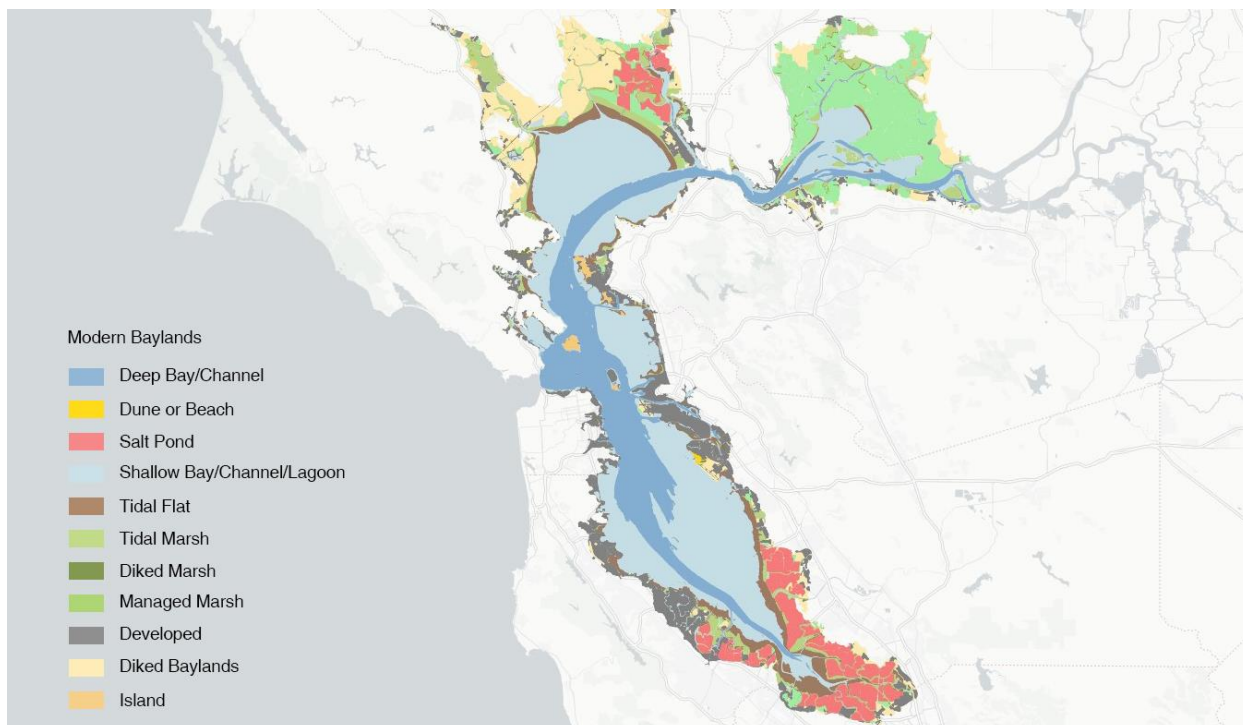 Modern Baylands
Deep Bay/Channel
Dune or Beach
Salt Pond
Shallow Bay/Channel/Lagoon
Tidal Flat
Tidal Marsh
Diked Marsh
Managed Marsh
Developed
Diked Baylands
Island